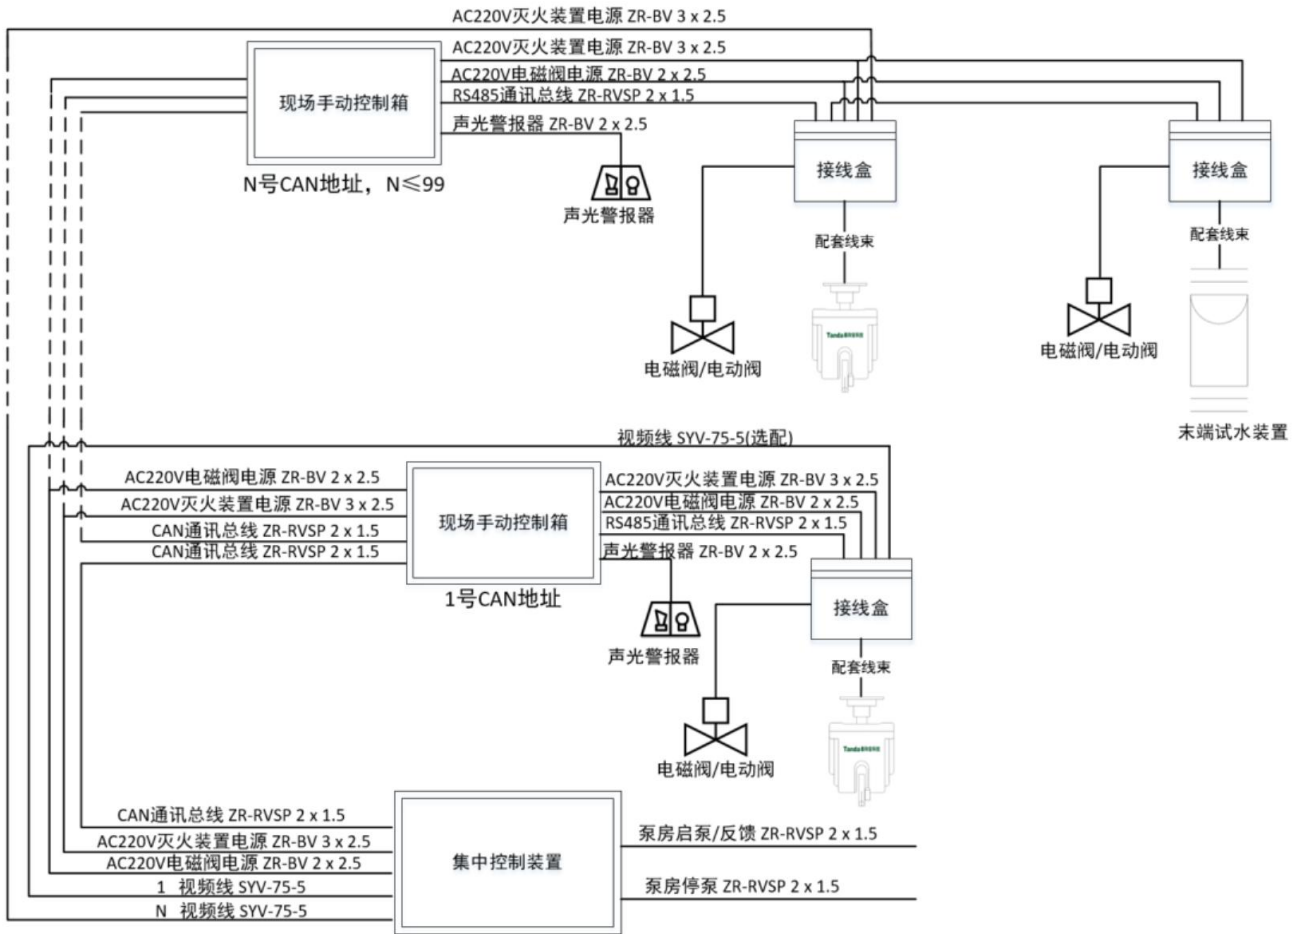 AC220V灭火装置电源 ZR-BV 3 x 2.5
AC220V灭火装置电源 ZR-BV 3 x 2.5
AC220V电磁阀电源 ZR-BV 2 x 2.5
RS485通讯总线 ZR-RVSP 2 x 1.5
声光警报器 ZR-BV 2 x 2.5
现场手动控制箱
N号CAN地址，N≤99
声光警报器
接线盒
接线盒
配套线束
配套线束
Tanda
电磁阀/电动阀
电磁阀/电动阀
末端试水装置
视频线 SYV-75-5(选配)
AC220V电磁阀电源 ZR-BV 2 x 2.5
AC220V灭火装置电源 ZR-BV 3 x 2.5
CAN通讯总线 ZR-RVSP 2 x 1.5
CAN通讯总线 ZR-RVSP 2 x 1.5
现场手动控制箱
1号CAN地址
AC220V灭火装置电源 ZR-BV 3 x 2.5
AC220V电磁阀电源 ZR-BV 2 x 2.5
RS485通讯总线 ZR-RVSP 2 x 1.5
声光警报器 ZR-BV 2 x 2.5
声光警报器
接线盒
配套线束
Tanda
电磁阀/电动阀
CAN通讯总线 ZR-RVSP 2 x 1.5
AC220V灭火装置电源 ZR-BV 3 x 2.5
AC220V电磁阀电源 ZR-BV 2 x 2.5
1 视频线 SYV-75-5
N 视频线 SYV-75-5
集中控制装置
泵房启泵/反馈 ZR-RVSP 2 x 1.5
泵房停泵 ZR-RVSP 2 x 1.5